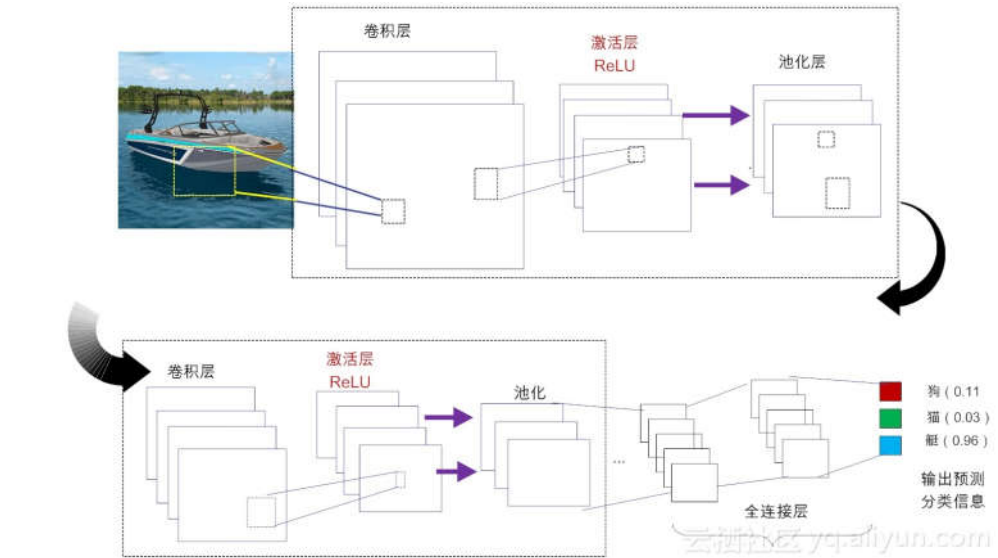 卷积层
激活层
ReLU
池化层
卷积层
激活层
ReLU
池化
...
狗（0.11
猫（0.03）
艇（0.96）
输出预测
分类信息
全连接层
云栖社区 yq.aliyun.com